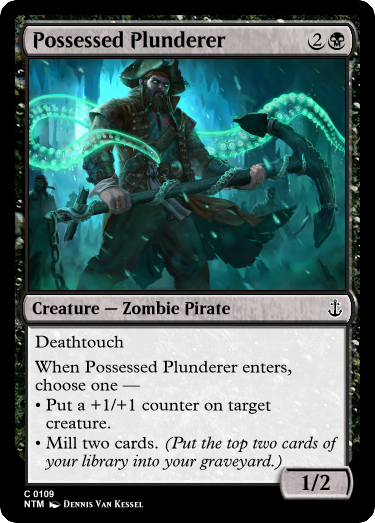 Possessed Plunderer 2
Creature — Zombie Pirate
Deathtouch
When Possessed Plunderer enters,
choose one —
• Put a +1/+1 counter on target
creature.
• Mill two cards. (Put the top two cards of
your library into your graveyard.)
1/2
C 0109
NTM Dennis Van Kessel